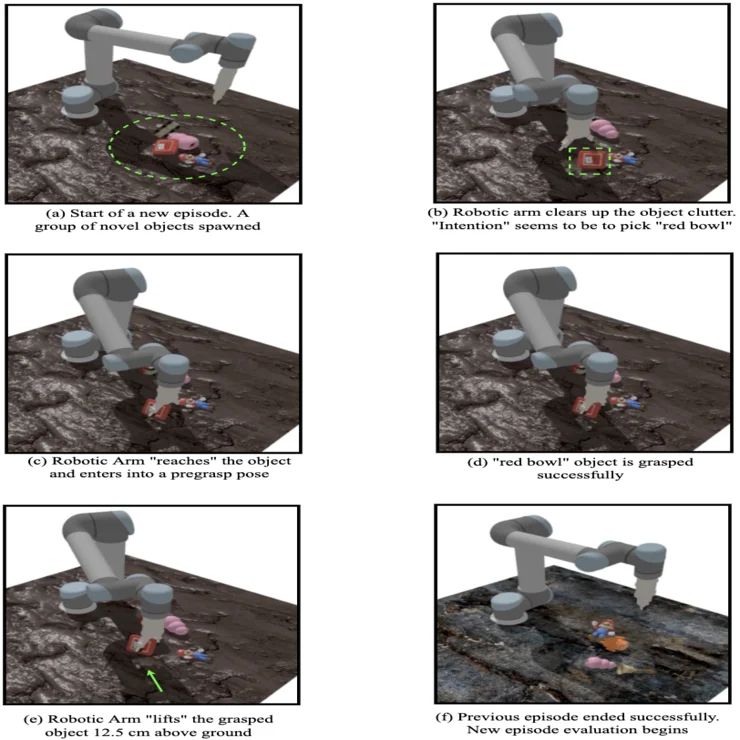 (a) Start of a new episode. A
group of novel objects spawned
(b) Robotic arm clears up the object clutter.
"Intention" seems to be to pick "red bowl"
(c) Robotic Arm "reaches" the object
and enters into a pregrasp pose
(d) "red bowl" object is grasped
successfully
(e) Robotic Arm "lifts" the grasped
object 12.5 cm above ground
(f) Previous episode ended successfully.
New episode evaluation begins